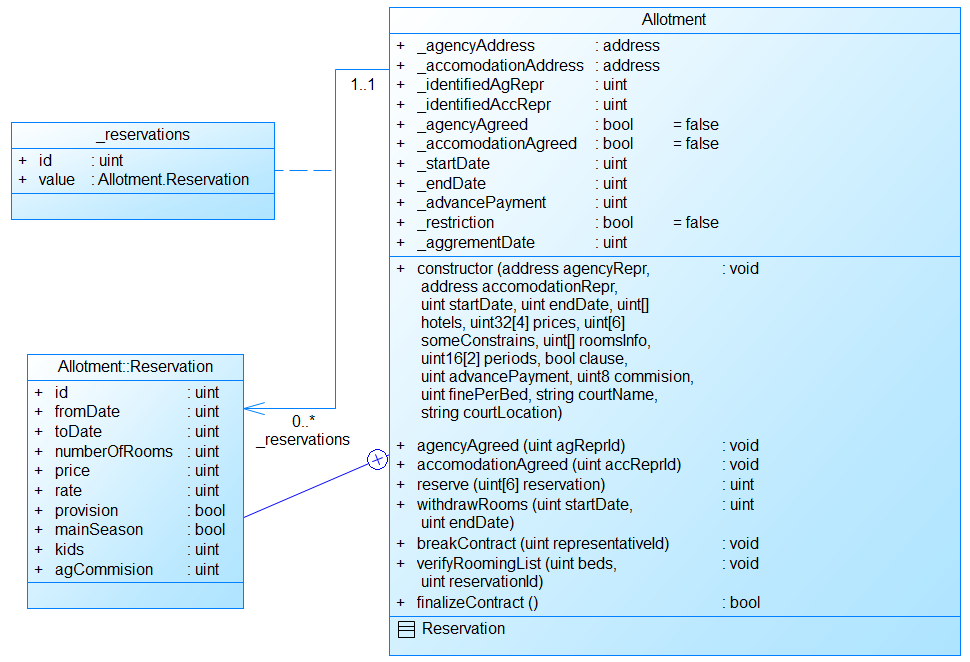 Allotment
+ _agencyAddress : address
+ _accomodationAddress : address
+ _identifiedAgRepr : uint
+ _identifiedAccRepr : uint
+ _agencyAgreed : bool = false
+ _accomodationAgreed : bool = false
+ _startDate : uint
+ _endDate : uint
+ _advancePayment : uint
+ _restriction : bool = false
+ _aggrementDate : uint
+ constructor (address agencyRepr, : void
address accomodationRepr,
uint startDate, uint endDate, uint[]
hotels, uint32[4] prices, uint[6]
someConstrains, uint[] roomsInfo,
uint16[2] periods, bool clause,
uint advancePayment, uint8 commision,
uint finePerBed, string courtName,
string courtLocation)
+ agencyAgreed (uint agReprId) : void
+ accomodationAgreed (uint accReprId) : void
+ reserve (uint[6] reservation) : uint
+ withdrawRooms (uint startDate, : uint
uint endDate)
+ breakContract (uint representativeId) : void
+ verifyRoomingList (uint beds, : void
uint reservationId)
+ finalizeContract () : bool
Reservation
1..1
_reservations
+ id : uint
+ value : Allotment.Reservation
0..*
_reservations
Allotment::Reservation
+ id : uint
+ fromDate : uint
+ toDate : uint
+ numberOfRooms : uint
+ price : uint
+ rate : uint
+ provision : bool
+ mainSeason : bool
+ kids : uint
+ agCommision : uint